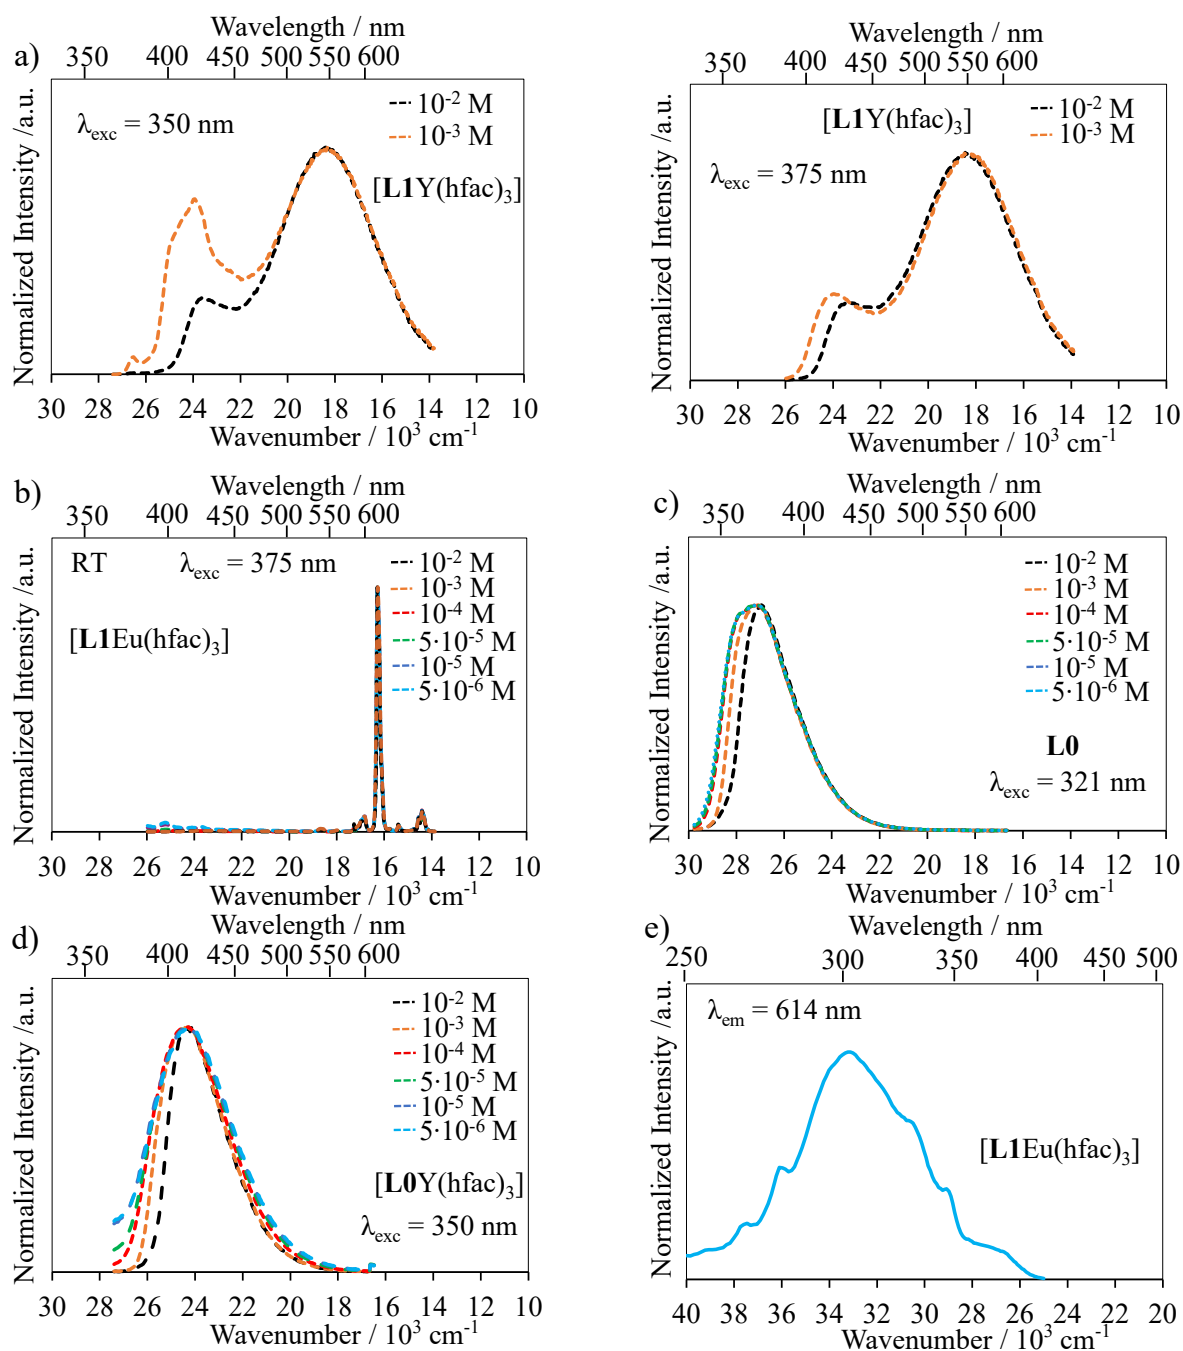 a)
Wavelength / nm
350 400 450 500 550 600
Normalized Intensity /a.u.
λexc = 350 nm
10-2 M
10-3 M
[L1Y(hfac)3]
30 28 26 24 22 20 18 16 14 12 10
Wavenumber / 103 cm-1
Wavelength / nm
350 400 450 500 550 600
Normalized Intensity /a.u.
[L1Y(hfac)3]
10-2 M
10-3 M
λexc = 375 nm
30 28 26 24 22 20 18 16 14 12 10
Wavenumber / 103 cm-1
b)
Wavelength / nm
350 400 450 500 550 600
Normalized Intensity /a.u.
RT
λexc = 375 nm
10-2 M
10-3 M
10-4 M
5·10-5 M
10-5 M
5·10-6 M
[L1Eu(hfac)3]
30 28 26 24 22 20 18 16 14 12 10
Wavenumber / 103 cm-1
c)
Wavelength / nm
350 400 450 500 550 600
Normalized Intensity /a.u.
10-2 M
10-3 M
10-4 M
5·10-5 M
10-5 M
5·10-6 M
L0
λexc = 321 nm
30 28 26 24 22 20 18 16 14 12 10
Wavenumber / 103 cm-1
d)
Wavelength / nm
350 400 450 500 550 600
Normalized Intensity /a.u.
10-2 M
10-3 M
10-4 M
5·10-5 M
10-5 M
5·10-6 M
[L0Y(hfac)3]
λexc = 350 nm
30 28 26 24 22 20 18 16 14 12 10
Wavenumber / 103 cm-1
e)
Wavelength / nm
250 300 350 400 450 500
Normalized Intensity /a.u.
λem = 614 nm
[L1Eu(hfac)3]
40 38 36 34 32 30 28 26 24 22 20
Wavenumber / 103 cm-1